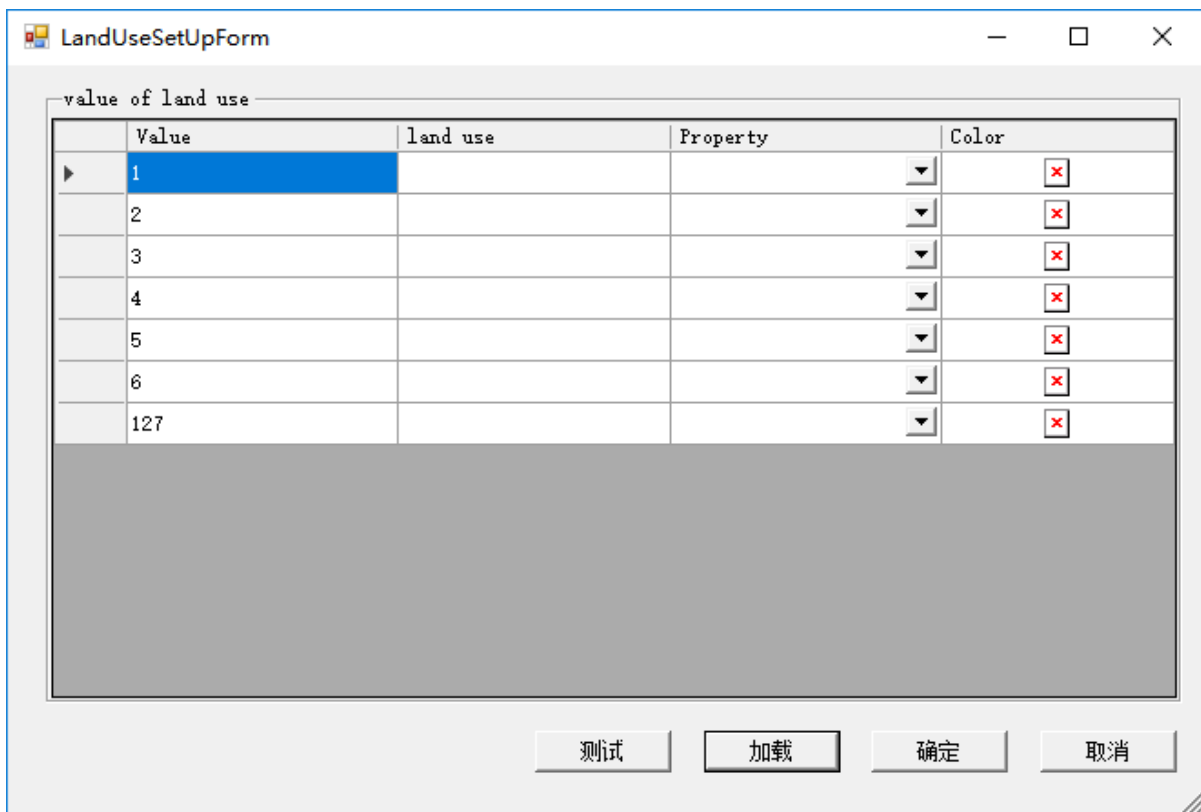 LandUseSetUpForm
value of land use
Value land use Property Color
1
2
3
4
5
6
127
测试 加载 确定 取消